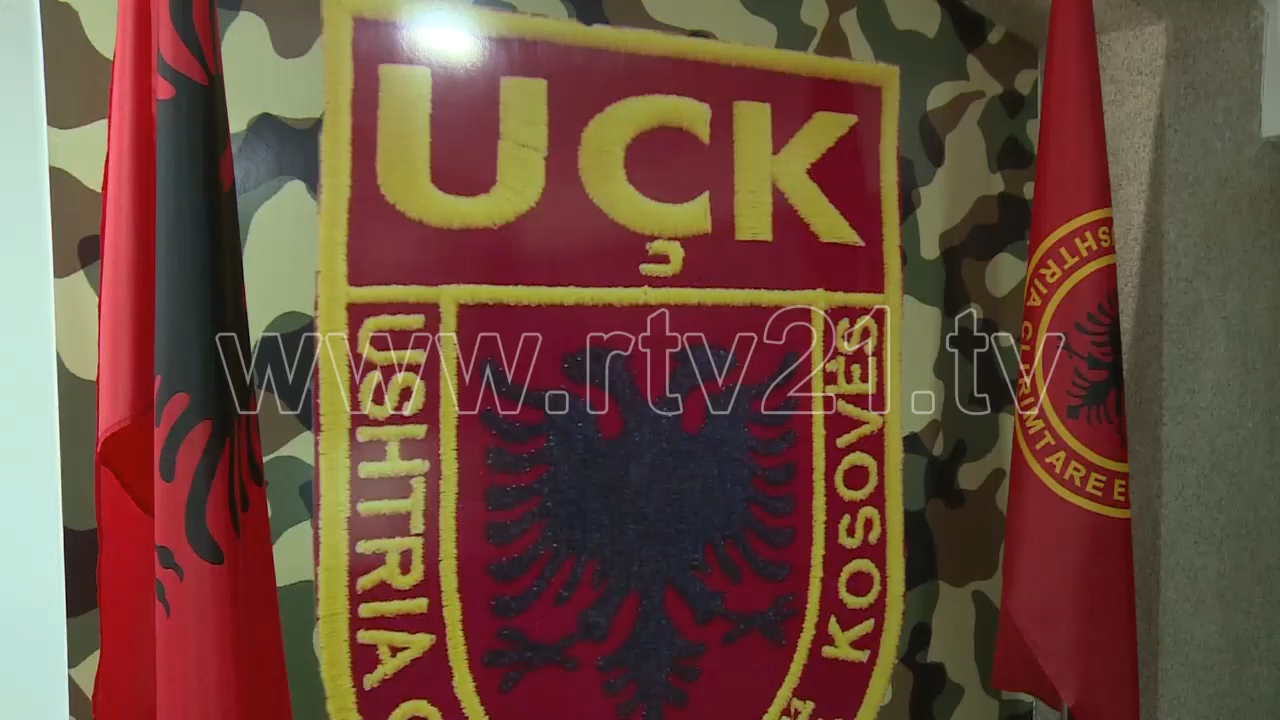 UÇK
USHTRIA
KOSOVËS
www.rtv21.tv
USHTRIA ÇLIRIMTARE E